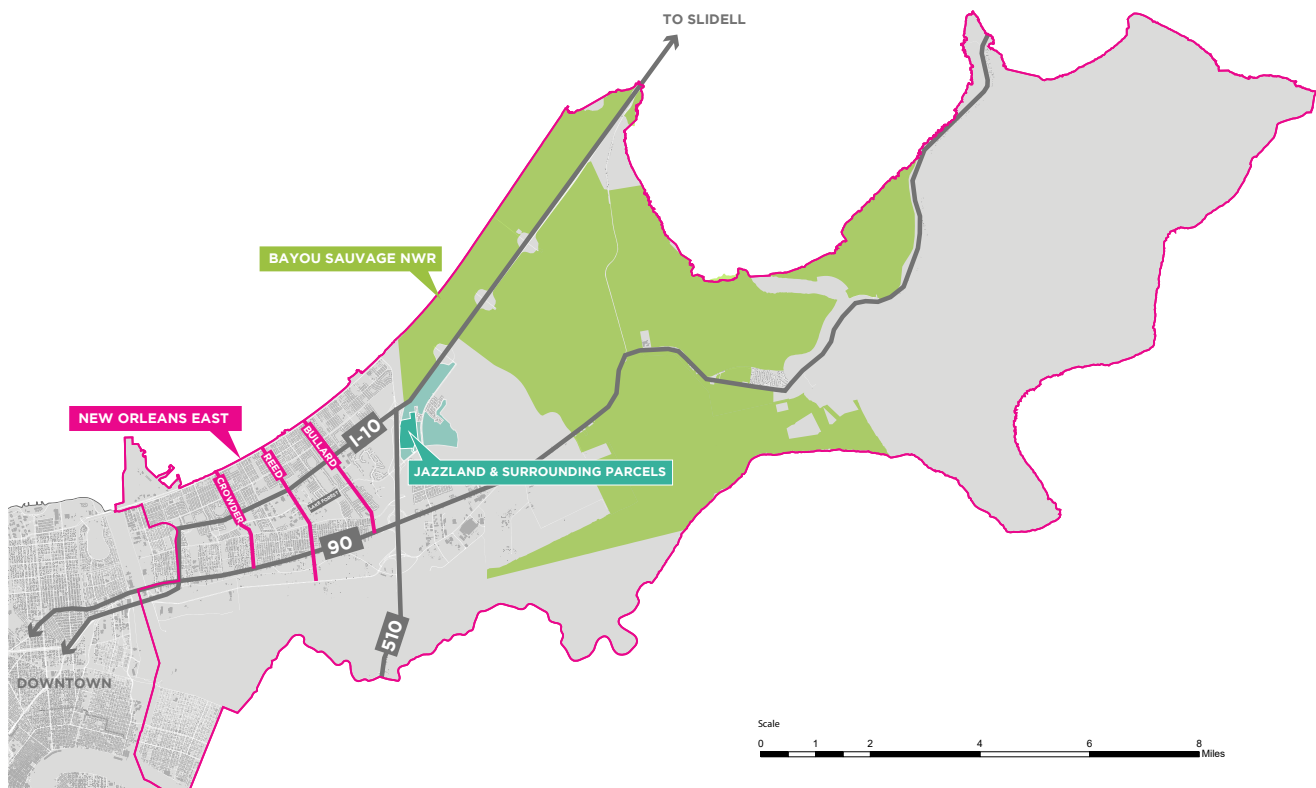 TO SLIDELL
BAYOU SAUVAGE NWR
NEW ORLEANS EAST
I-10
BULLARD
REED
CROWDER
JAZZLAND & SURROUNDING PARCELS
90
510
DOWNTOWN
Scale
0 1 2 4 6 8
Miles